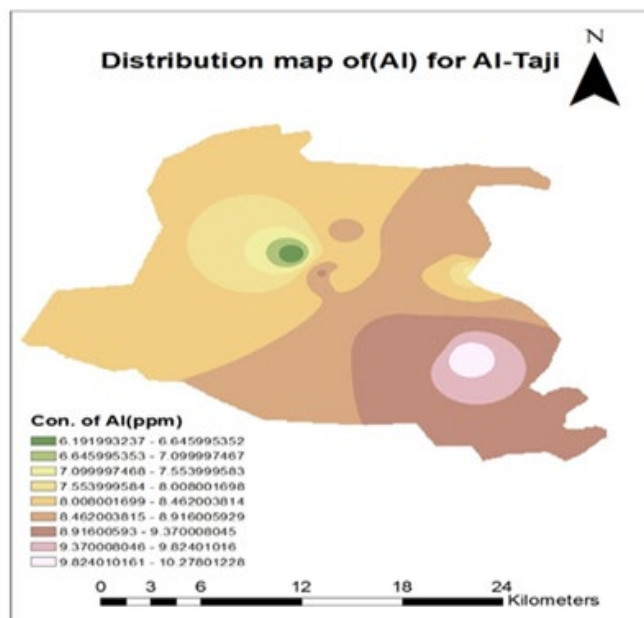 N
Distribution map of(Al) for Al-Taji
Con. of Al(ppm)
6.191993237 - 6.645995352
6.645995353 - 7.099997467
7.099997468 - 7.553999583
7.553999584 - 8.008001698
8.008001699 - 8.462003814
8.462003815 - 8.916005929
8.91600593 - 9.370008045
9.370008046 - 9.82401016
9.824010161 - 10.27801228
0 3 6 12 18 24
Kilometers